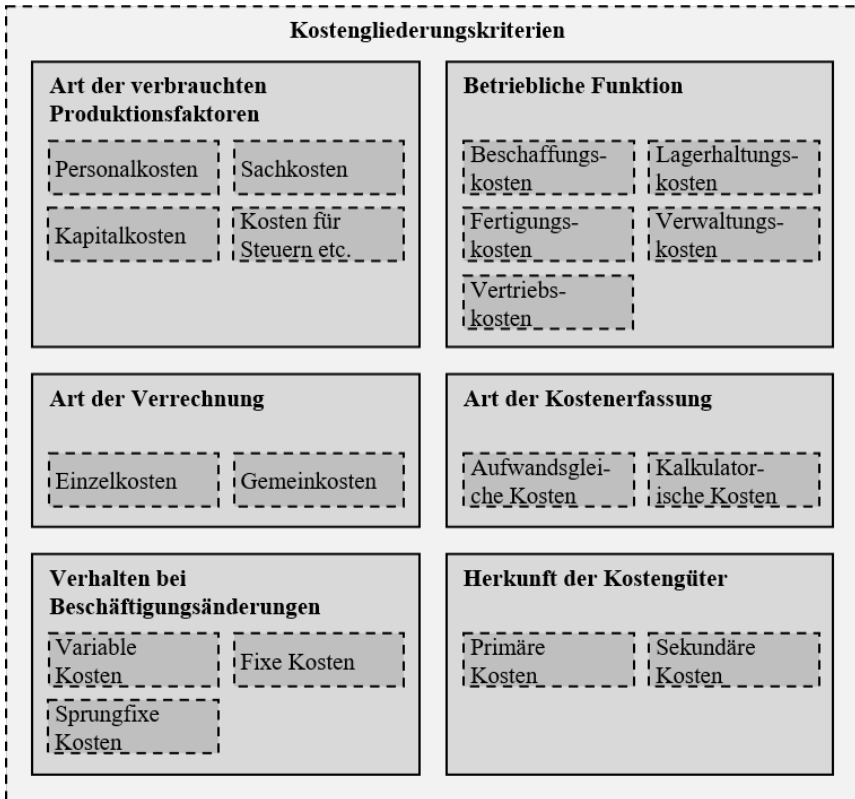 Kostengliederungskriterien
Art der verbrauchten
Produktionsfaktoren
Personalkosten
Sachkosten
Kapitalkosten
Kosten für
Steuern etc.
Betriebliche Funktion
Beschaffungs-
kosten
Lagerhaltungs-
kosten
Fertigungs-
kosten
Verwaltungs-
kosten
Vertriebs-
kosten
Art der Verrechnung
Einzelkosten
Gemeinkosten
Art der Kostenerfassung
Aufwandsglei-
che Kosten
Kalkulator-
ische Kosten
Verhalten bei
Beschäftigungsänderungen
Variable
Kosten
Fixe Kosten
Sprungfixe
Kosten
Herkunft der Kostengüter
Primäre
Kosten
Sekundäre
Kosten